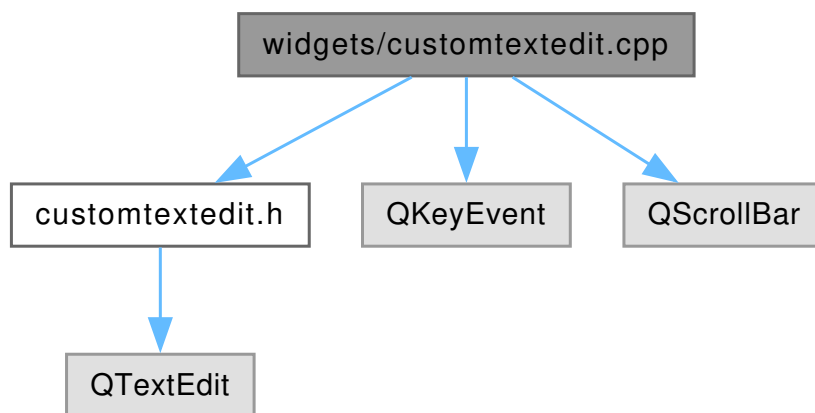 widgets/customtextedit.cpp
customtextedit.h
QKeyEvent
QScrollBar
QTextEdit